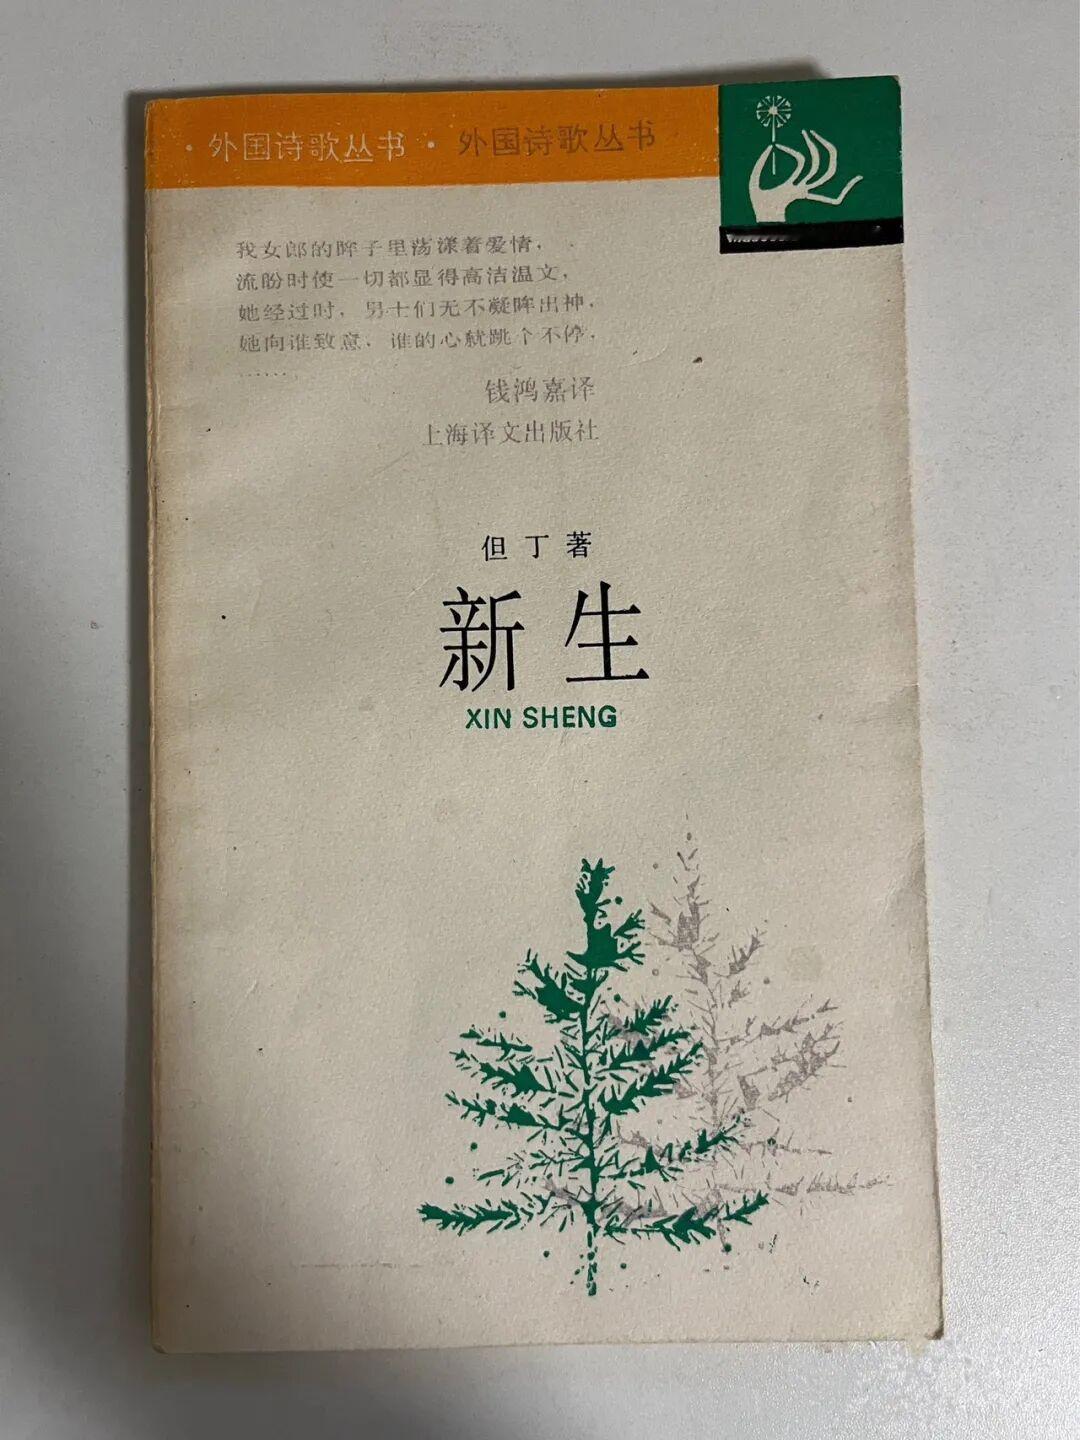 ·外国诗歌丛书·外国诗歌丛书
我女郎的眸子里荡漾着爱情，
流盼时使一切都显得高洁温文，
她经过时，男士们无不凝眸出神，
她向谁致意，谁的心就跳个不停，
……
钱鸿嘉译
上海译文出版社
但丁著
新生
XIN SHENG